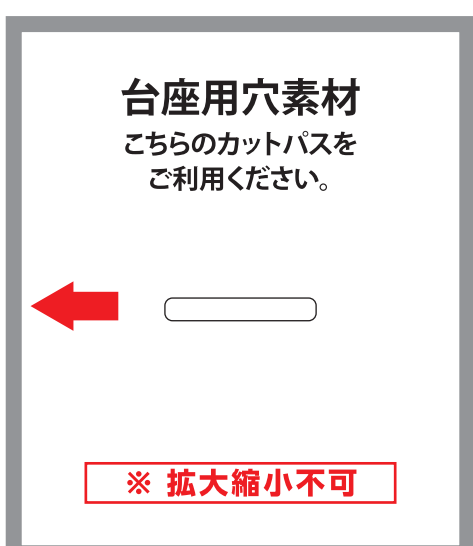 台座用穴素材
こちらのカットパスを
ご利用ください。
※ 拡大縮小不可